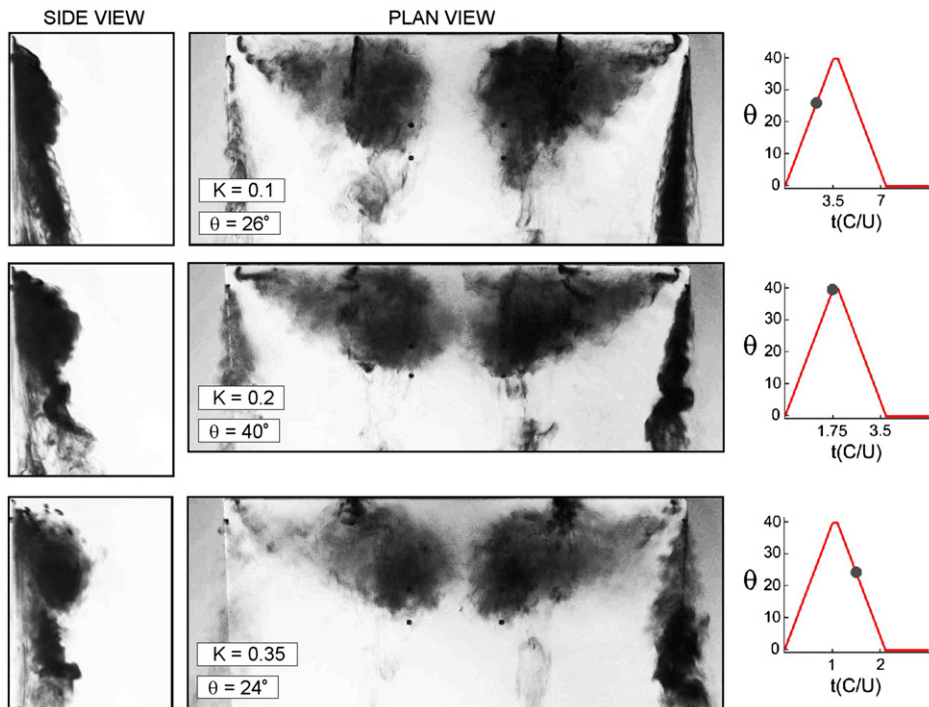 SIDE VIEW
PLAN VIEW
K = 0.1
θ = 26°
θ
40
30
20
10
0
3.5
7
t(C/U)
K = 0.2
θ = 40°
θ
40
30
20
10
0
1.75
3.5
t(C/U)
K = 0.35
θ = 24°
θ
40
30
20
10
0
1
2
t(C/U)